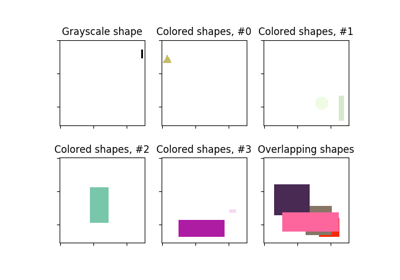 Grayscale shape
Colored shapes, #0
Colored shapes, #1
Colored shapes, #2
Colored shapes, #3
Overlapping shapes